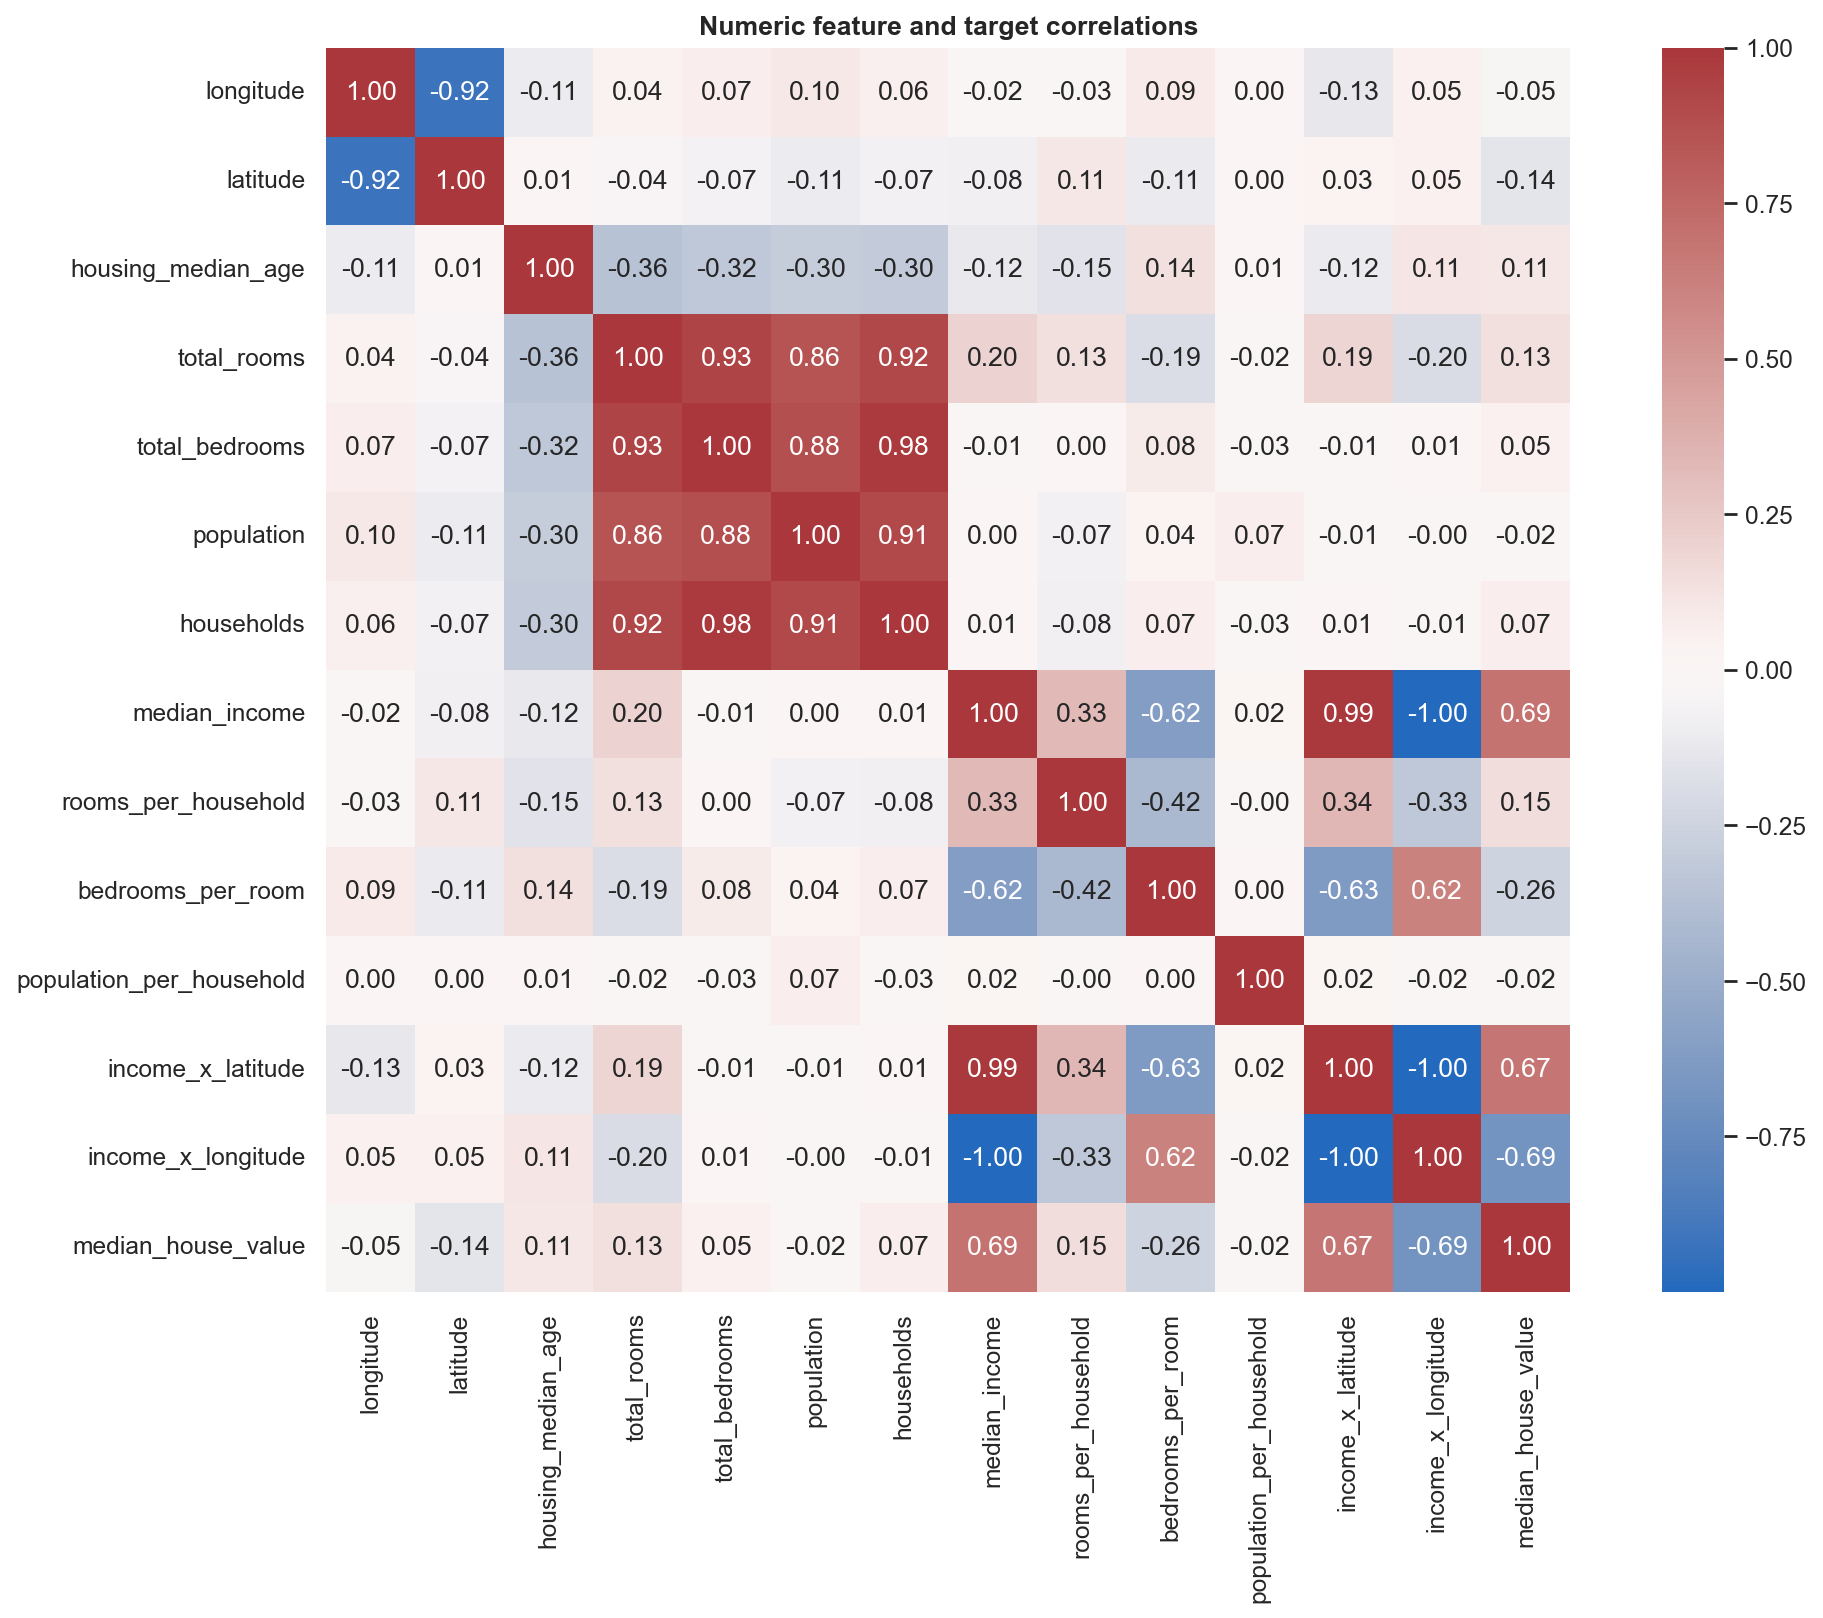 Numeric feature and target correlations
longitude 1.00 -0.92 -0.11 0.04 0.07 0.10 0.06 -0.02 -0.03 0.09 0.00 -0.13 0.05 -0.05
latitude -0.92 1.00 0.01 -0.04 -0.07 -0.11 -0.07 -0.08 0.11 -0.11 0.00 0.03 0.05 -0.14
housing_median_age -0.11 0.01 1.00 -0.36 -0.32 -0.30 -0.30 -0.12 -0.15 0.14 0.01 -0.12 0.11 0.11
total_rooms 0.04 -0.04 -0.36 1.00 0.93 0.86 0.92 0.20 0.13 -0.19 -0.02 0.19 -0.20 0.13
total_bedrooms 0.07 -0.07 -0.32 0.93 1.00 0.88 0.98 -0.01 0.00 0.08 -0.03 -0.01 0.01 0.05
population 0.10 -0.11 -0.30 0.86 0.88 1.00 0.91 0.00 -0.07 0.04 0.07 -0.01 -0.00 -0.02
households 0.06 -0.07 -0.30 0.92 0.98 0.91 1.00 0.01 -0.08 0.07 -0.03 0.01 -0.01 0.07
median_income -0.02 -0.08 -0.12 0.20 -0.01 0.00 0.01 1.00 0.33 -0.62 0.02 0.99 -1.00 0.69
rooms_per_household -0.03 0.11 -0.15 0.13 0.00 -0.07 -0.08 0.33 1.00 -0.42 -0.00 0.34 -0.33 0.15
bedrooms_per_room 0.09 -0.11 0.14 -0.19 0.08 0.04 0.07 -0.62 -0.42 1.00 0.00 -0.63 0.62 -0.26
population_per_household 0.00 0.00 0.01 -0.02 -0.03 0.07 -0.03 0.02 -0.00 0.00 1.00 0.02 -0.02 -0.02
income_x_latitude -0.13 0.03 -0.12 0.19 -0.01 -0.01 0.01 0.99 0.34 -0.63 0.02 1.00 -1.00 0.67
income_x_longitude 0.05 0.05 0.11 -0.20 0.01 -0.00 -0.01 -1.00 -0.33 0.62 -0.02 -1.00 1.00 -0.69
median_house_value -0.05 -0.14 0.11 0.13 0.05 -0.02 0.07 0.69 0.15 -0.26 -0.02 0.67 -0.69 1.00
longitude
latitude
housing_median_age
total_rooms
total_bedrooms
population
households
median_income
rooms_per_household
bedrooms_per_room
population_per_household
income_x_latitude
income_x_longitude
median_house_value
1.00
0.75
0.50
0.25
0.00
−0.25
−0.50
−0.75